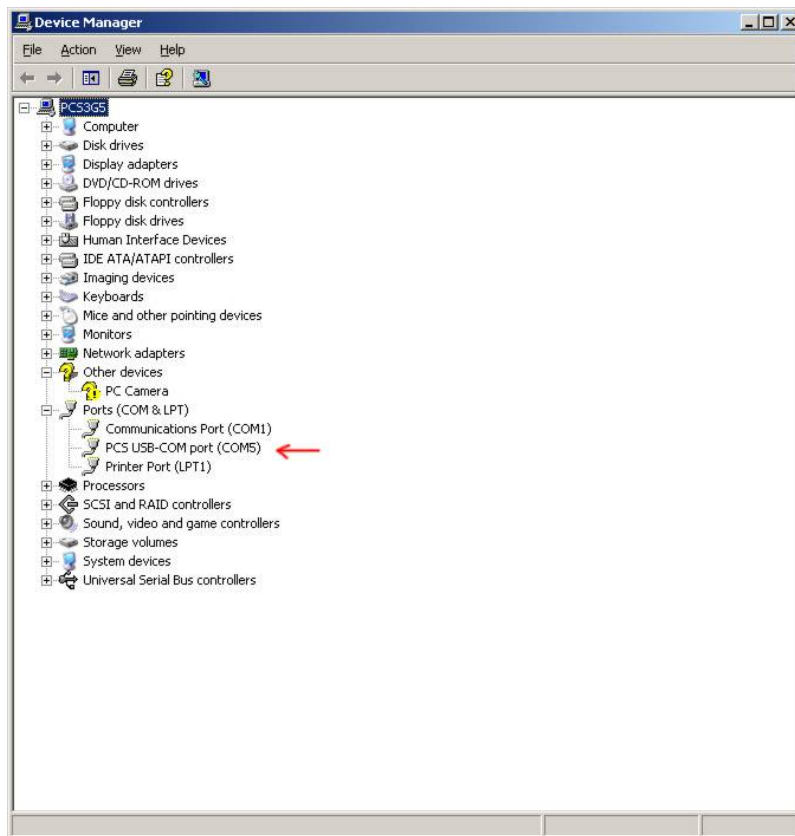 Device Manager
File Action View Help
PCS3G5
Computer
Disk drives
Display adapters
DVD/CD-ROM drives
Floppy disk controllers
Floppy disk drives
Human Interface Devices
IDE ATA/ATAPI controllers
Imaging devices
Keyboards
Mice and other pointing devices
Monitors
Network adapters
Other devices
PC Camera
Ports (COM & LPT)
Communications Port (COM1)
PCS USB-COM port (COM5)
Printer Port (LPT1)
Processors
SCSI and RAID controllers
Sound, video and game controllers
Storage volumes
System devices
Universal Serial Bus controllers